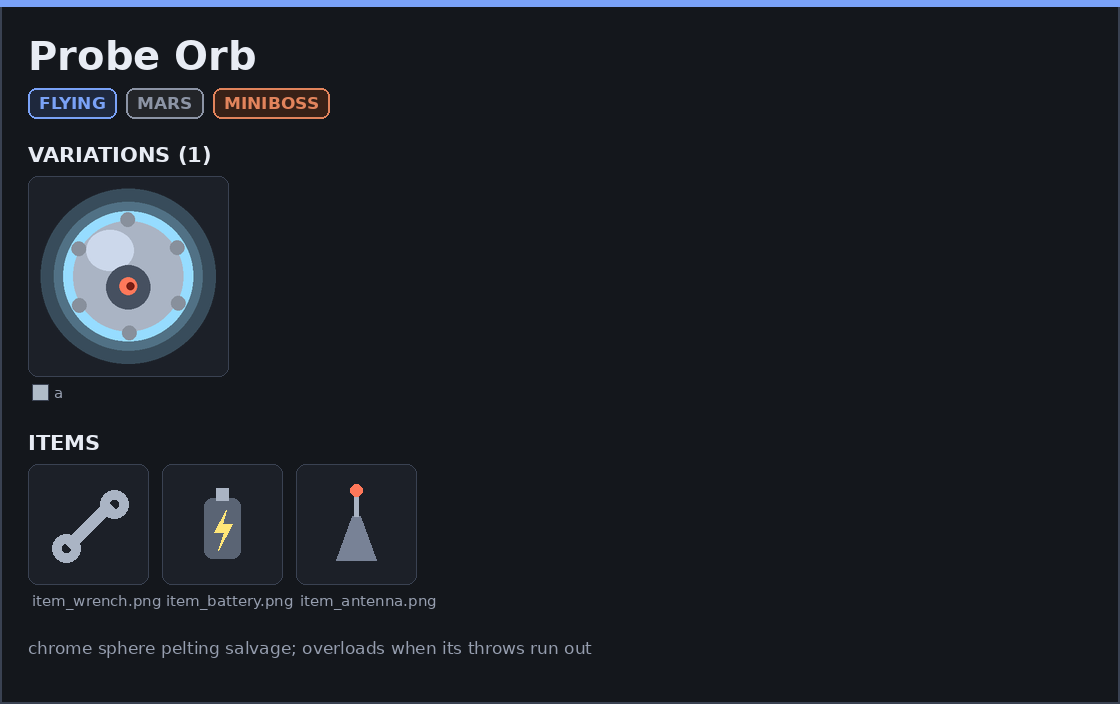 Probe Orb
FLYING MARS MINIBOSS
VARIATIONS (1)
a
ITEMS
item_wrench.png item_battery.png item_antenna.png
chrome sphere pelting salvage; overloads when its throws run out